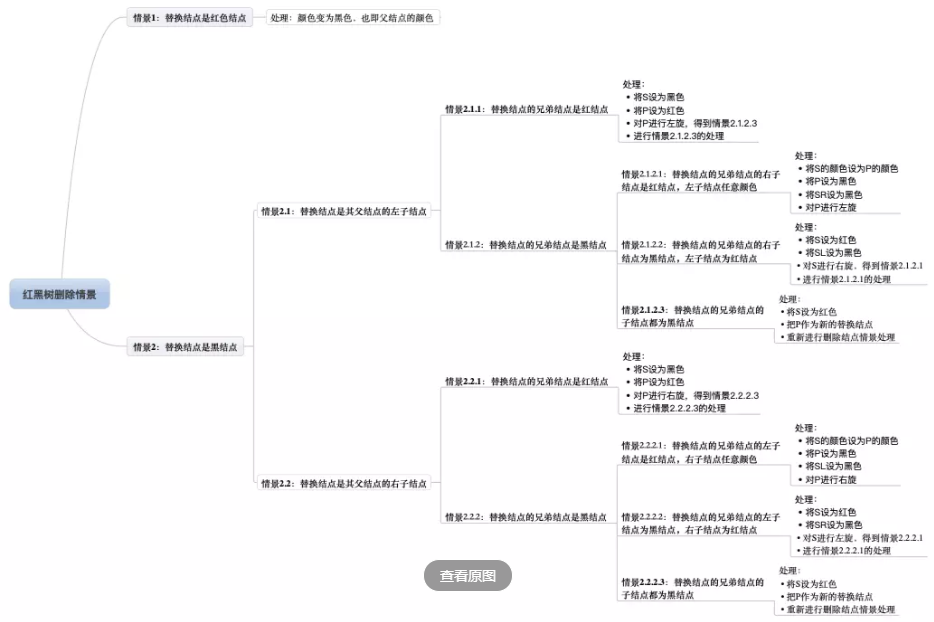 情景1：替换结点是红色结点
处理：颜色变为黑色，也即父结点的颜色
处理：
• 将S设为黑色
• 将P设为红色
• 对P进行左旋，得到情景2.1.2.3
• 进行情景2.1.2.3的处理
情景2.1.1：替换结点的兄弟结点是红结点
处理：
• 将S的颜色设为P的颜色
• 将P设为黑色
• 将SR设为黑色
• 对P进行左旋
情景2.1.2.1：替换结点的兄弟结点的右子
结点是红结点，左子结点任意颜色
情景2.1：替换结点是其父结点的左子结点
处理：
• 将S设为红色
• 将SL设为黑色
• 对S进行右旋，得到情景2.1.2.1
• 进行情景2.1.2.1的处理
情景2.1.2：替换结点的兄弟结点是黑结点
情景2.1.2.2：替换结点的兄弟结点的右子
结点为黑结点，左子结点为红结点
红黑树删除情景
处理：
• 将S设为红色
• 把P作为新的替换结点
• 重新进行删除结点情景处理
情景2.1.2.3：替换结点的兄弟结点的
子结点都为黑结点
情景2：替换结点是黑结点
处理：
• 将S设为黑色
• 将P设为红色
• 对P进行右旋，得到情景2.2.2.3
• 进行情景2.2.2.3的处理
情景2.2.1：替换结点的兄弟结点是红结点
处理：
• 将S的颜色设为P的颜色
• 将P设为黑色
• 将SL设为黑色
• 对P进行右旋
情景2.2.2.1：替换结点的兄弟结点的左子
结点是红结点，右子结点任意颜色
情景2.2：替换结点是其父结点的右子结点
处理：
• 将S设为红色
• 将SR设为黑色
• 对S进行左旋，得到情景2.2.2.1
• 进行情景2.2.2.1的处理
情景2.2.2：替换结点的兄弟结点是黑结点
情景2.2.2.2：替换结点的兄弟结点的左子
结点为黑结点，右子结点为红结点
处理：
• 将S设为红色
• 把P作为新的替换结点
• 重新进行删除结点情景处理
情景2.2.2.3：替换结点的兄弟结点的
子结点都为黑结点
查看原图